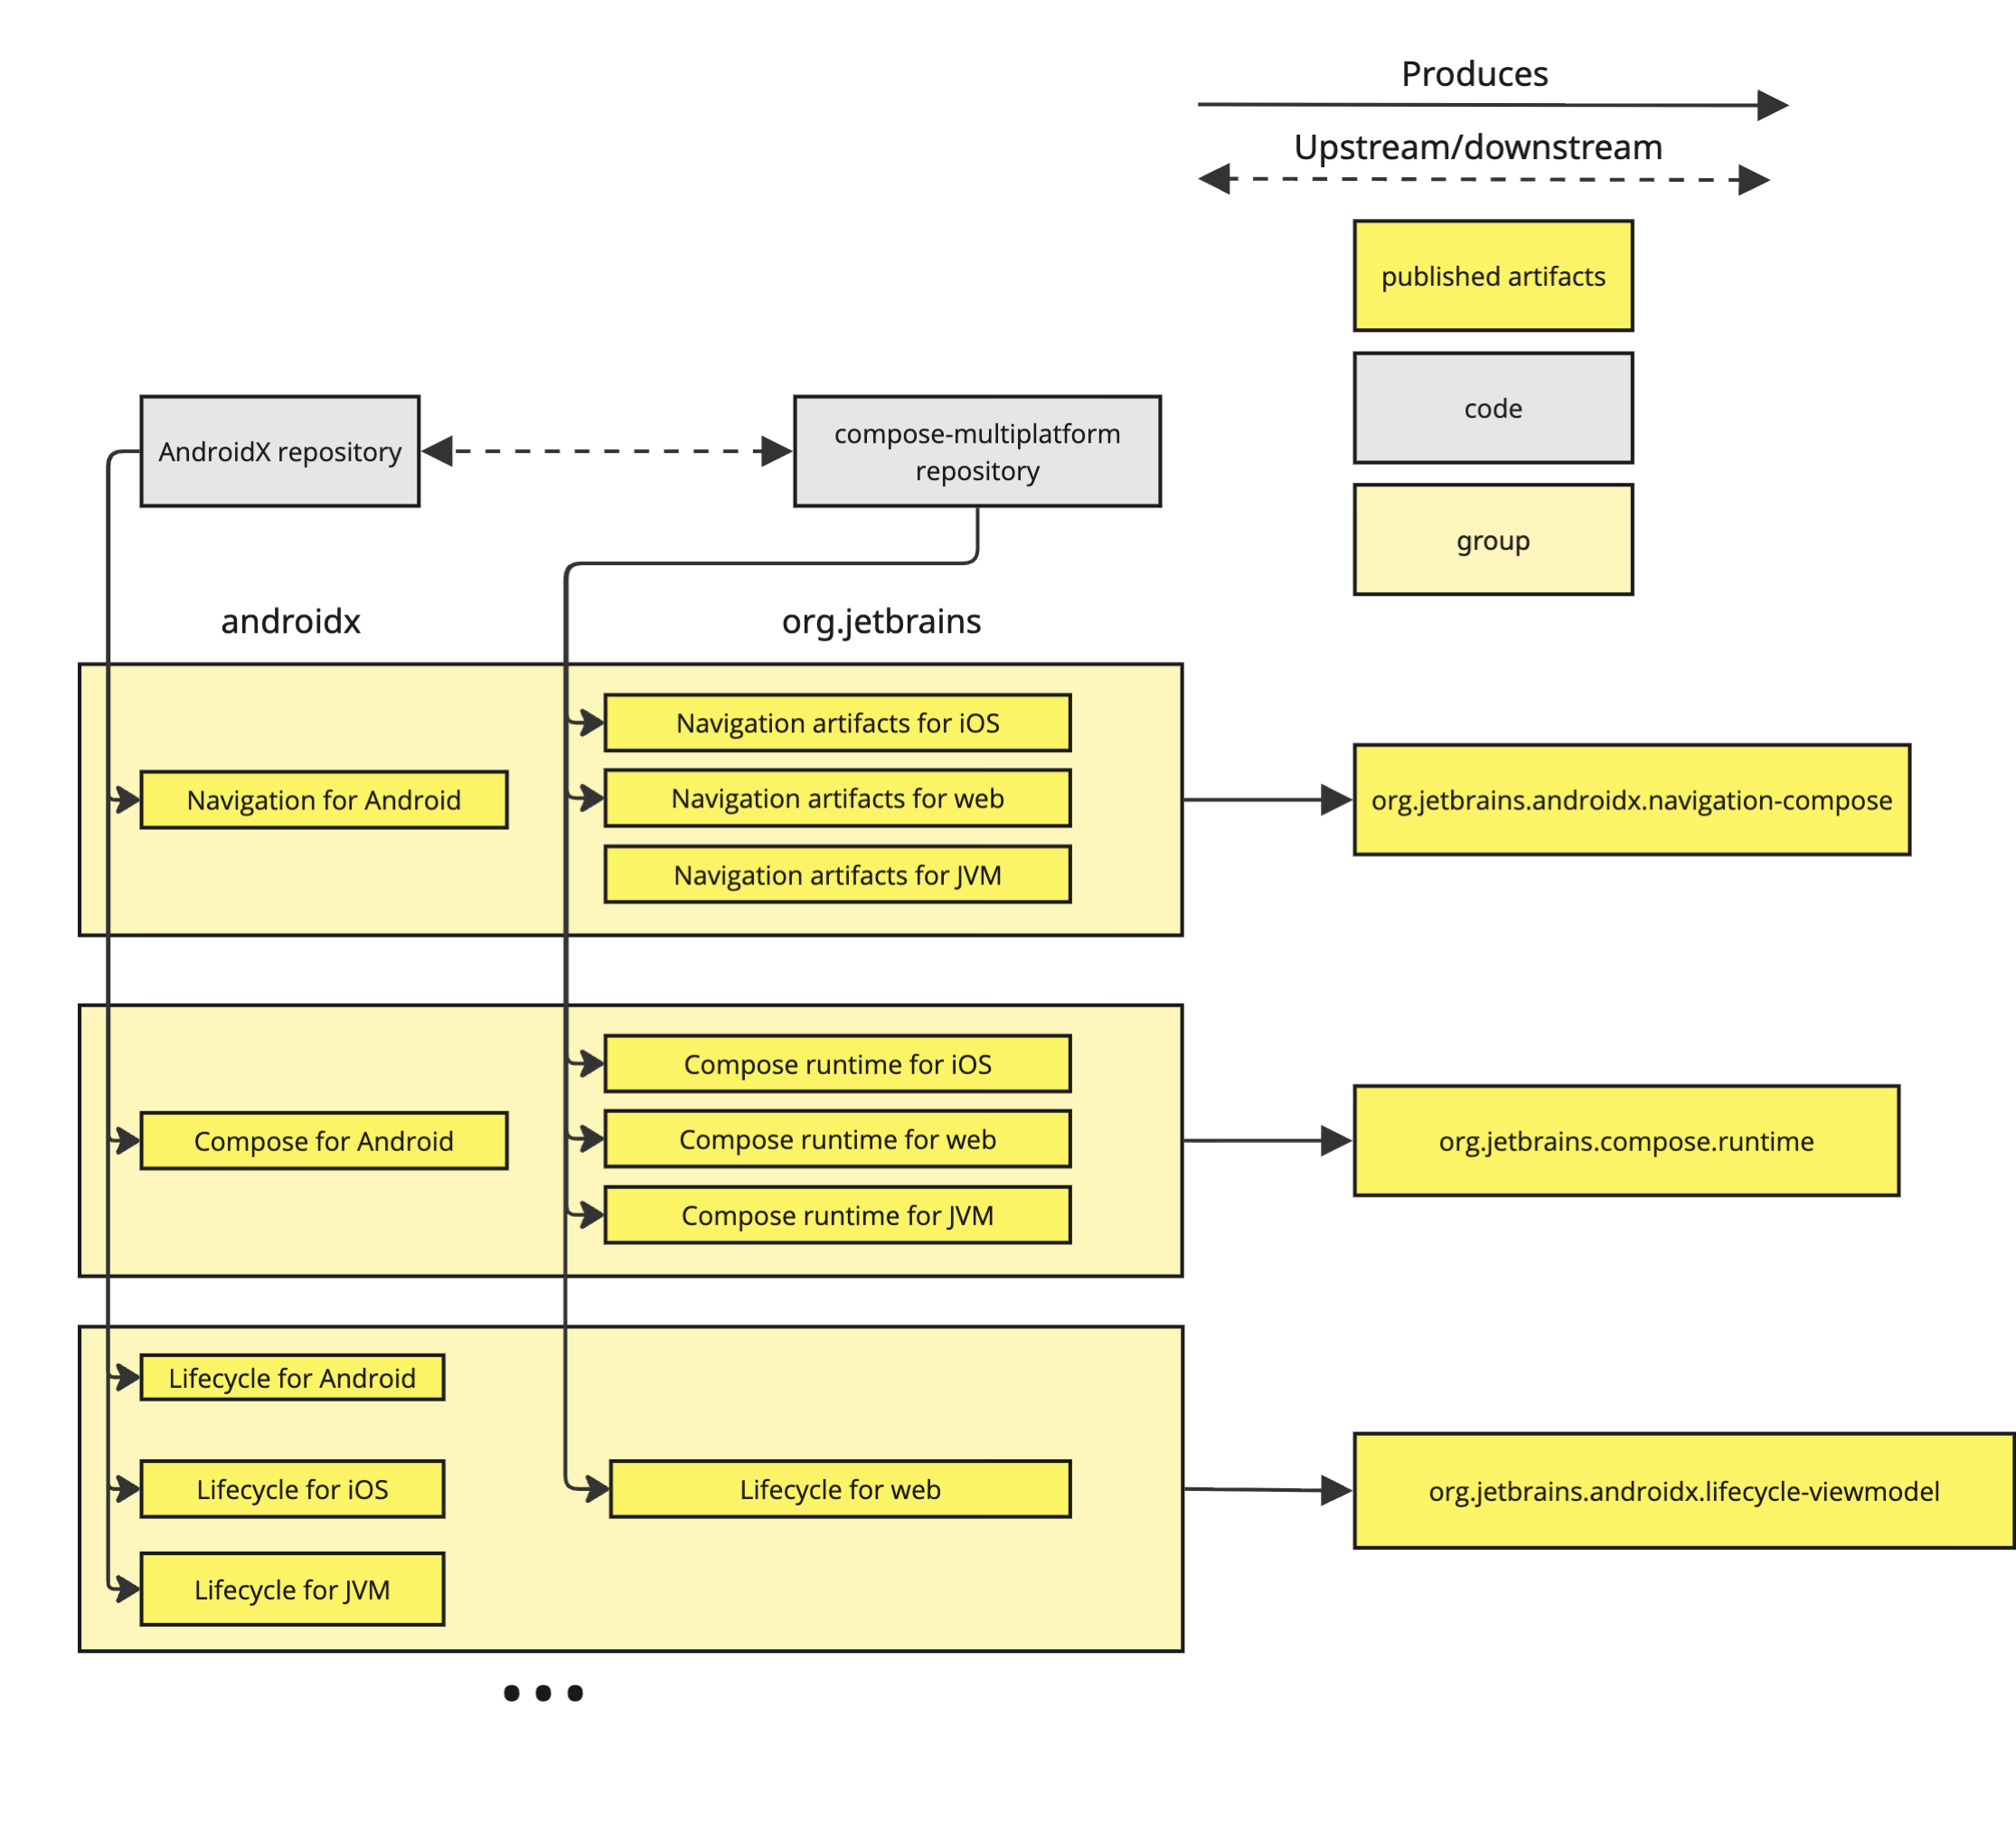 Produces
Upstream/downstream
published artifacts
code
group
AndroidX repository
compose-multiplatform
repository
androidx
org.jetbrains
Navigation for Android
Navigation artifacts for iOS
Navigation artifacts for web
Navigation artifacts for JVM
org.jetbrains.androidx.navigation-compose
Compose for Android
Compose runtime for iOS
Compose runtime for web
Compose runtime for JVM
org.jetbrains.compose.runtime
Lifecycle for Android
Lifecycle for iOS
Lifecycle for JVM
Lifecycle for web
org.jetbrains.androidx.lifecycle-viewmodel
...